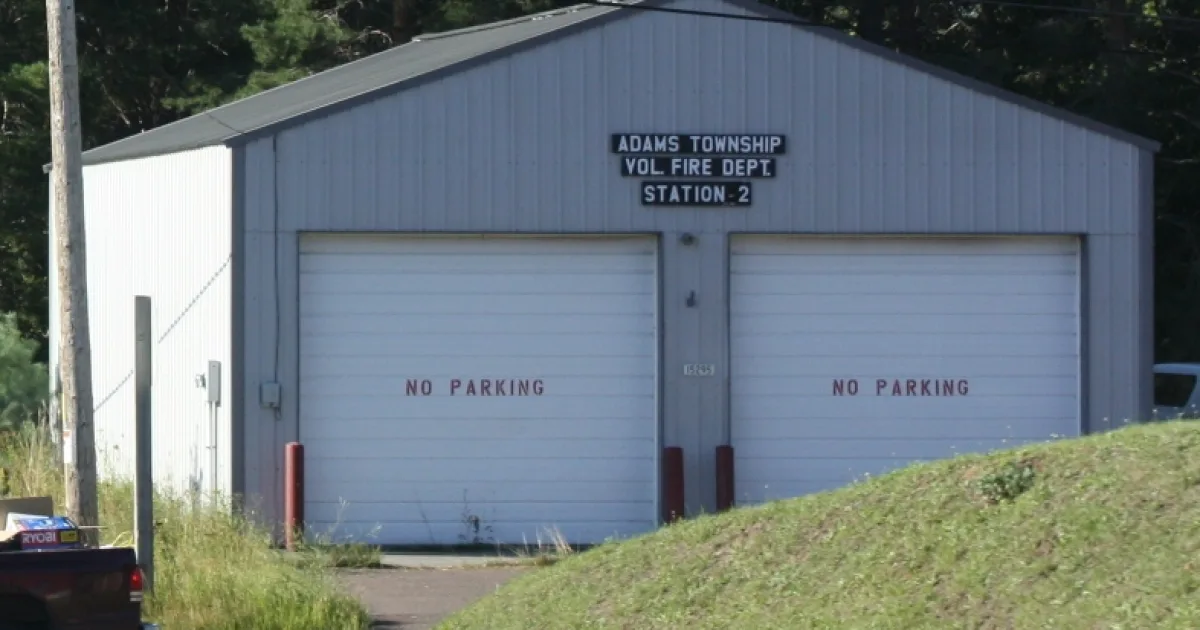 ADAMS TOWNSHIP
VOL. FIRE DEPT.
STATION-2
NO PARKING
NO PARKING
RYOBI